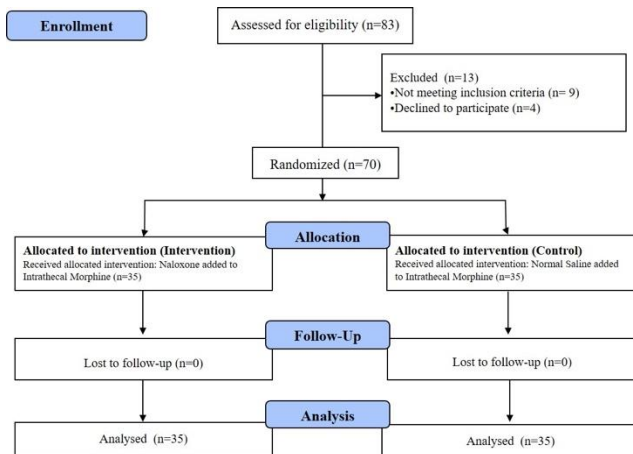 Enrollment
Assessed for eligibility (n=83)
Excluded  (n=13)
•Not meeting inclusion criteria (n= 9)
•Declined to participate (n=4)
Randomized (n=70)
Allocation
Allocated to intervention (Intervention)
Received allocated intervention: Naloxone added to
Intrathecal Morphine (n=35)
Allocated to intervention (Control)
Received allocated intervention: Normal Saline added
to Intrathecal Morphine (n=35)
Follow-Up
Lost to follow-up (n=0)
Lost to follow-up (n=0)
Analysis
Analysed  (n=35)
Analysed  (n=35)